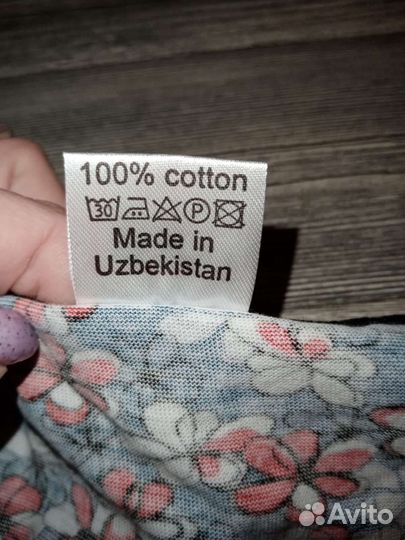 100% cotton
30 P
Made in
Uzbekistan
Avito